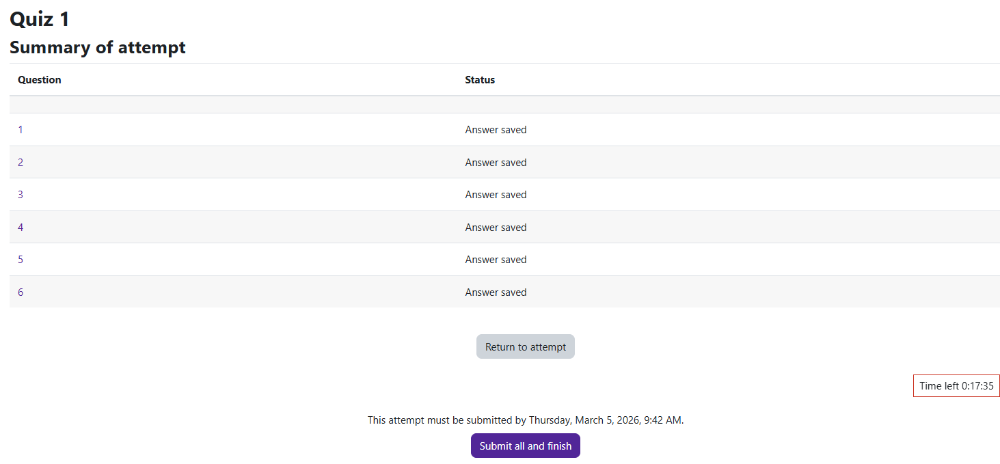 Quiz 1
Summary of attempt
Question Status
1 Answer saved
2 Answer saved
3 Answer saved
4 Answer saved
5 Answer saved
6 Answer saved
Return to attempt
Time left 0:17:35
This attempt must be submitted by Thursday, March 5, 2026, 9:42 AM.
Submit all and finish